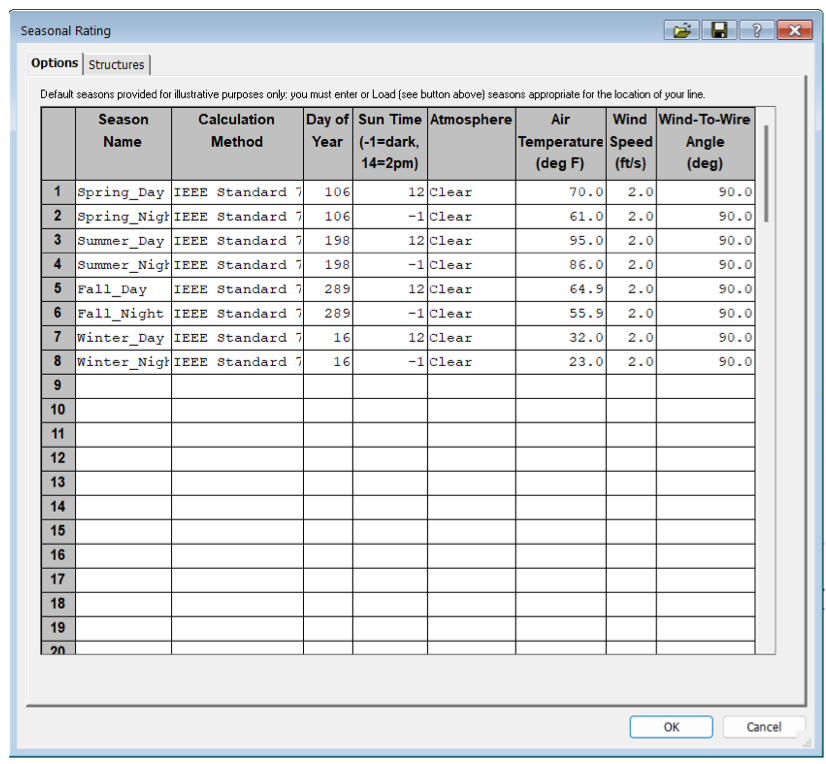 Seasonal Rating
?
Options Structures
Default seasons provided for illustrative purposes only: you must enter or Load (see button above) seasons appropriate for the location of your line.
Season Name Calculation Method Day of Year Sun Time (-1=dark, 14=2pm) Atmosphere Air Temperature (deg F) Wind Speed (ft/s) Wind-To-Wire Angle (deg)
1 Spring_Day IEEE Standard 7 106 12 Clear 70.0 2.0 90.0
2 Spring_Nigh IEEE Standard 7 106 -1 Clear 61.0 2.0 90.0
3 Summer_Day IEEE Standard 7 198 12 Clear 95.0 2.0 90.0
4 Summer_Nigh IEEE Standard 7 198 -1 Clear 86.0 2.0 90.0
5 Fall_Day IEEE Standard 7 289 12 Clear 64.9 2.0 90.0
6 Fall_Night IEEE Standard 7 289 -1 Clear 55.9 2.0 90.0
7 Winter_Day IEEE Standard 7 16 12 Clear 32.0 2.0 90.0
8 Winter_Nigh IEEE Standard 7 16 -1 Clear 23.0 2.0 90.0
9
10
11
12
13
14
15
16
17
18
19
20
OK Cancel